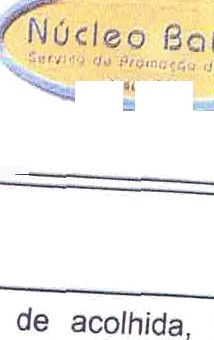 Núcleo Ba
Serviço de Promoção d
de acolhida,